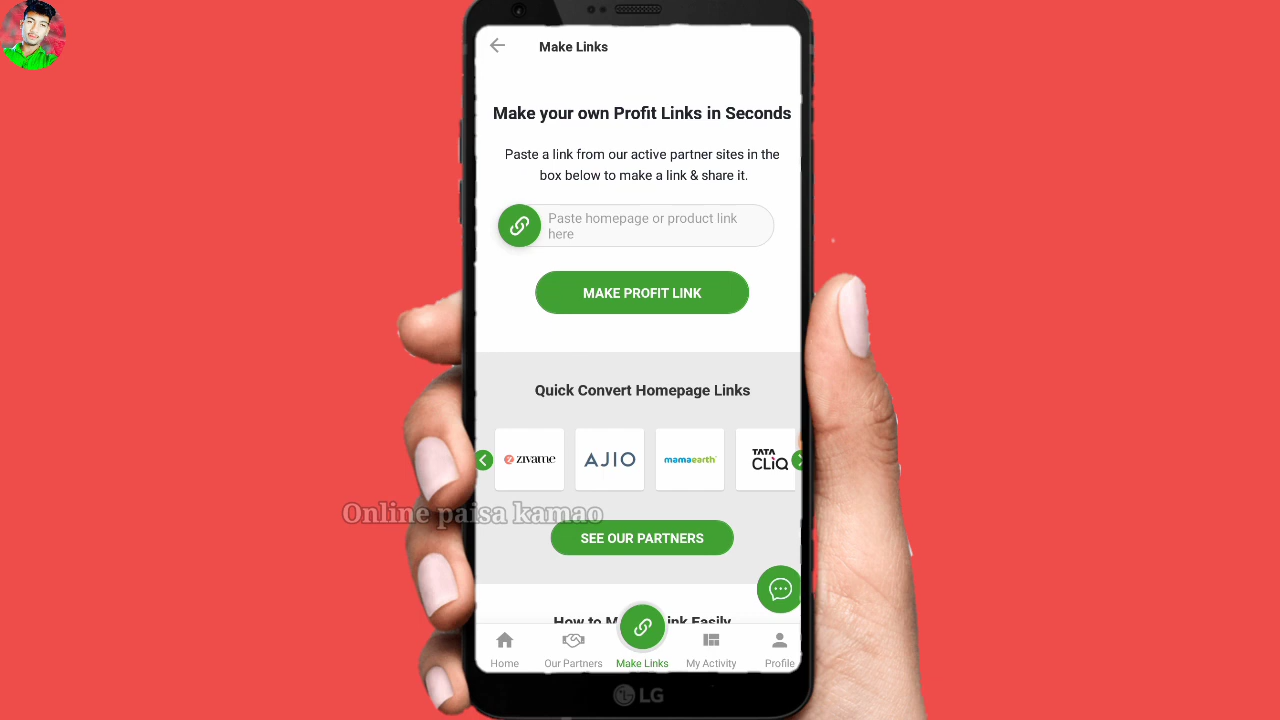 Make Links
Make your own Profit Links in Seconds
Paste a link from our active partner sites in the
box below to make a link & share it.
Paste homepage or product link
here
MAKE PROFIT LINK
Quick Convert Homepage Links
zivame
AJIO
mamaearth
TATA
CLiQ
Online paisa kamao
SEE OUR PARTNERS
Home
Our Partners
Make Links
My Activity
Profile
LG